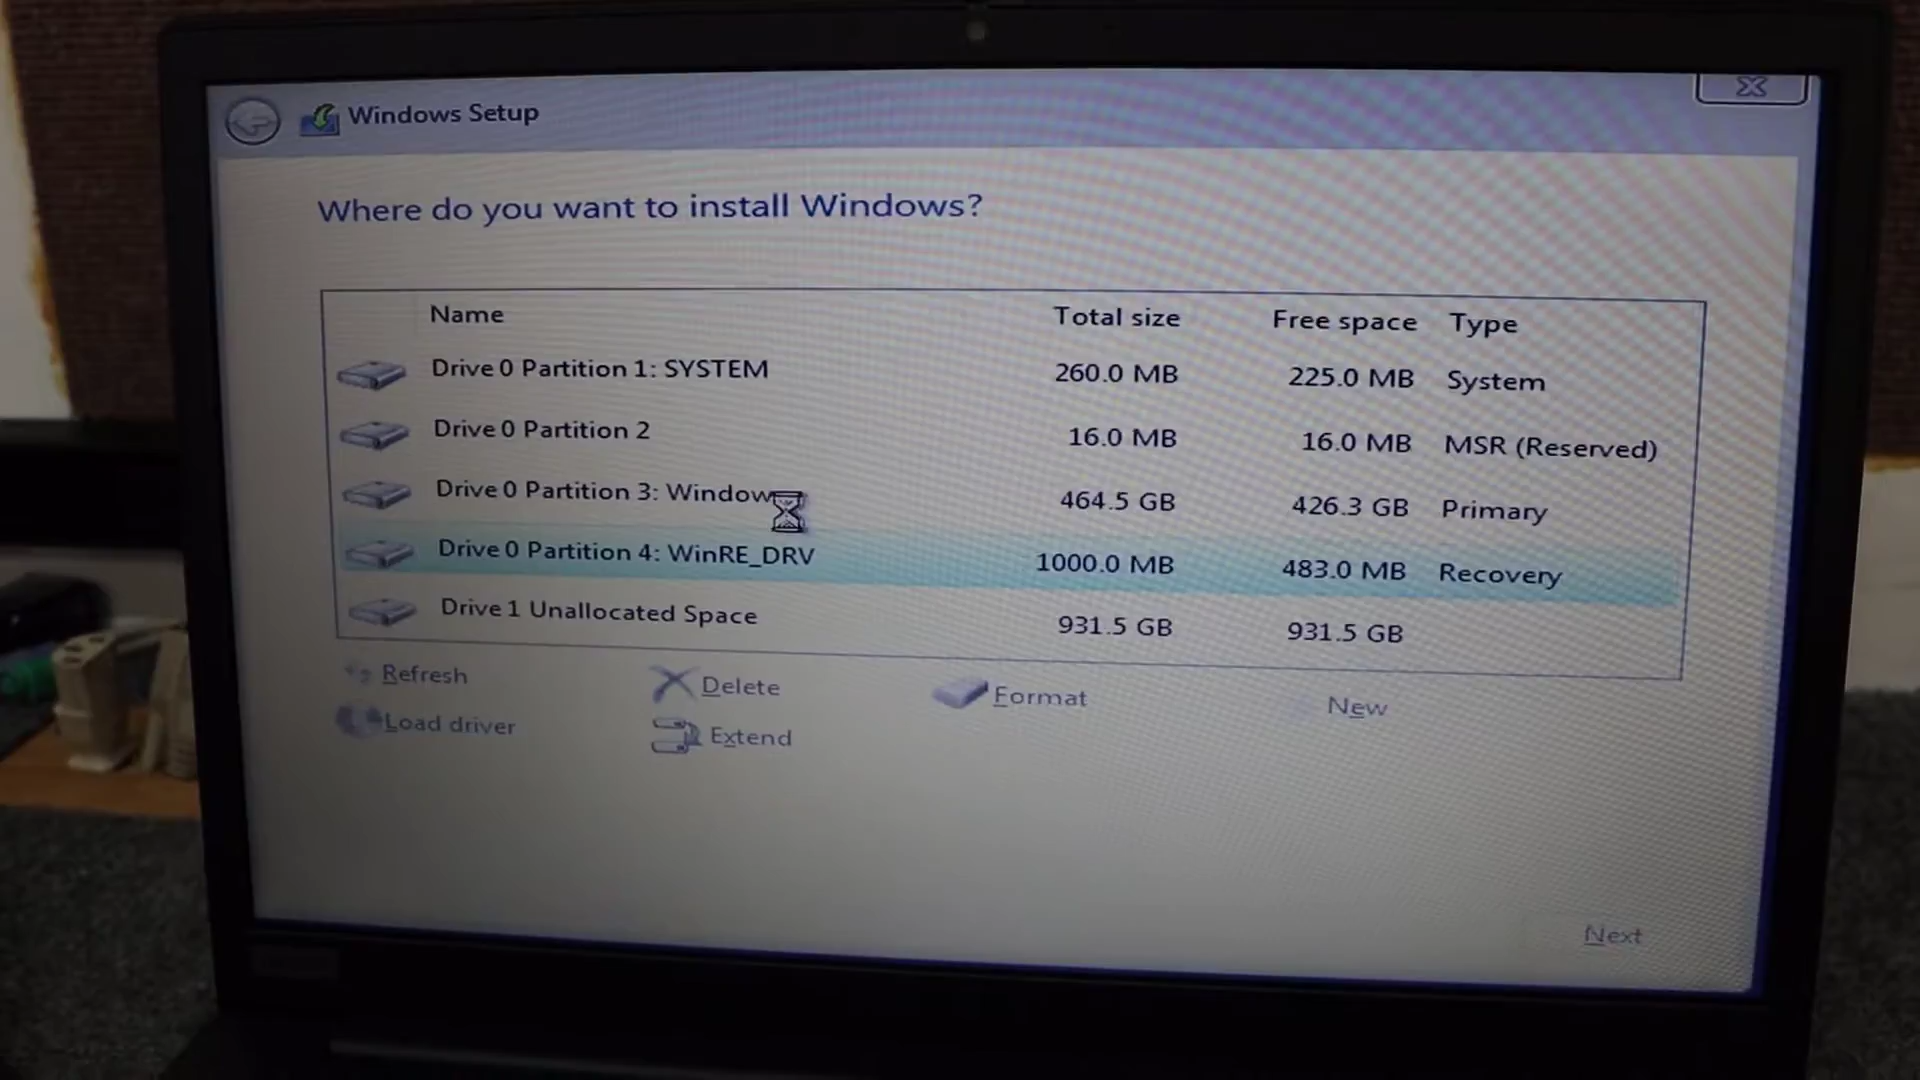 Windows Setup
Where do you want to install Windows?
Name Total size Free space Type
Drive 0 Partition 1: SYSTEM 260.0 MB 225.0 MB System
Drive 0 Partition 2 16.0 MB 16.0 MB MSR (Reserved)
Drive 0 Partition 3: Window 464.5 GB 426.3 GB Primary
Drive 0 Partition 4: WinRE_DRV 1000.0 MB 483.0 MB Recovery
Drive 1 Unallocated Space 931.5 GB 931.5 GB
Refresh Delete Format New
Load driver Extend
Next